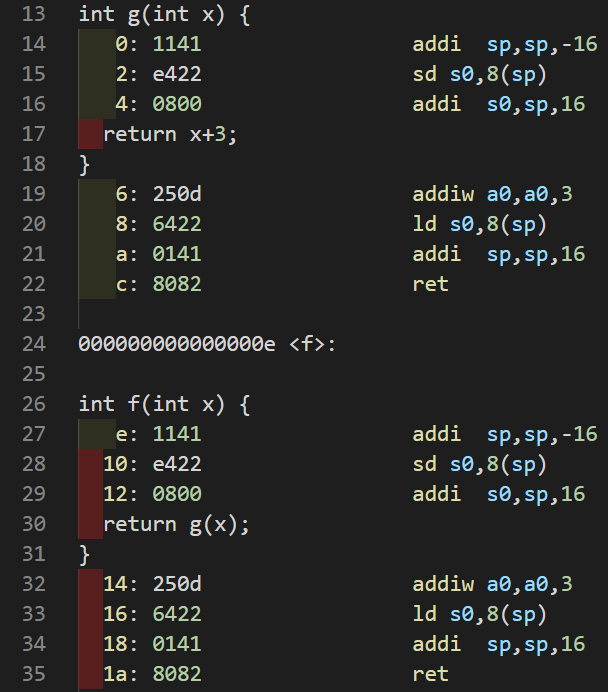 13 int g(int x) {
14    0: 1141                 addi  sp,sp,-16
15    2: e422                 sd s0,8(sp)
16    4: 0800                 addi  s0,sp,16
17   return x+3;
18 }
19    6: 250d                 addiw a0,a0,3
20    8: 6422                 ld s0,8(sp)
21    a: 0141                 addi  sp,sp,16
22    c: 8082                 ret
23
24 000000000000000e <f>:
25
26 int f(int x) {
27    e: 1141                 addi  sp,sp,-16
28   10: e422                 sd s0,8(sp)
29   12: 0800                 addi  s0,sp,16
30   return g(x);
31 }
32   14: 250d                 addiw a0,a0,3
33   16: 6422                 ld s0,8(sp)
34   18: 0141                 addi  sp,sp,16
35   1a: 8082                 ret